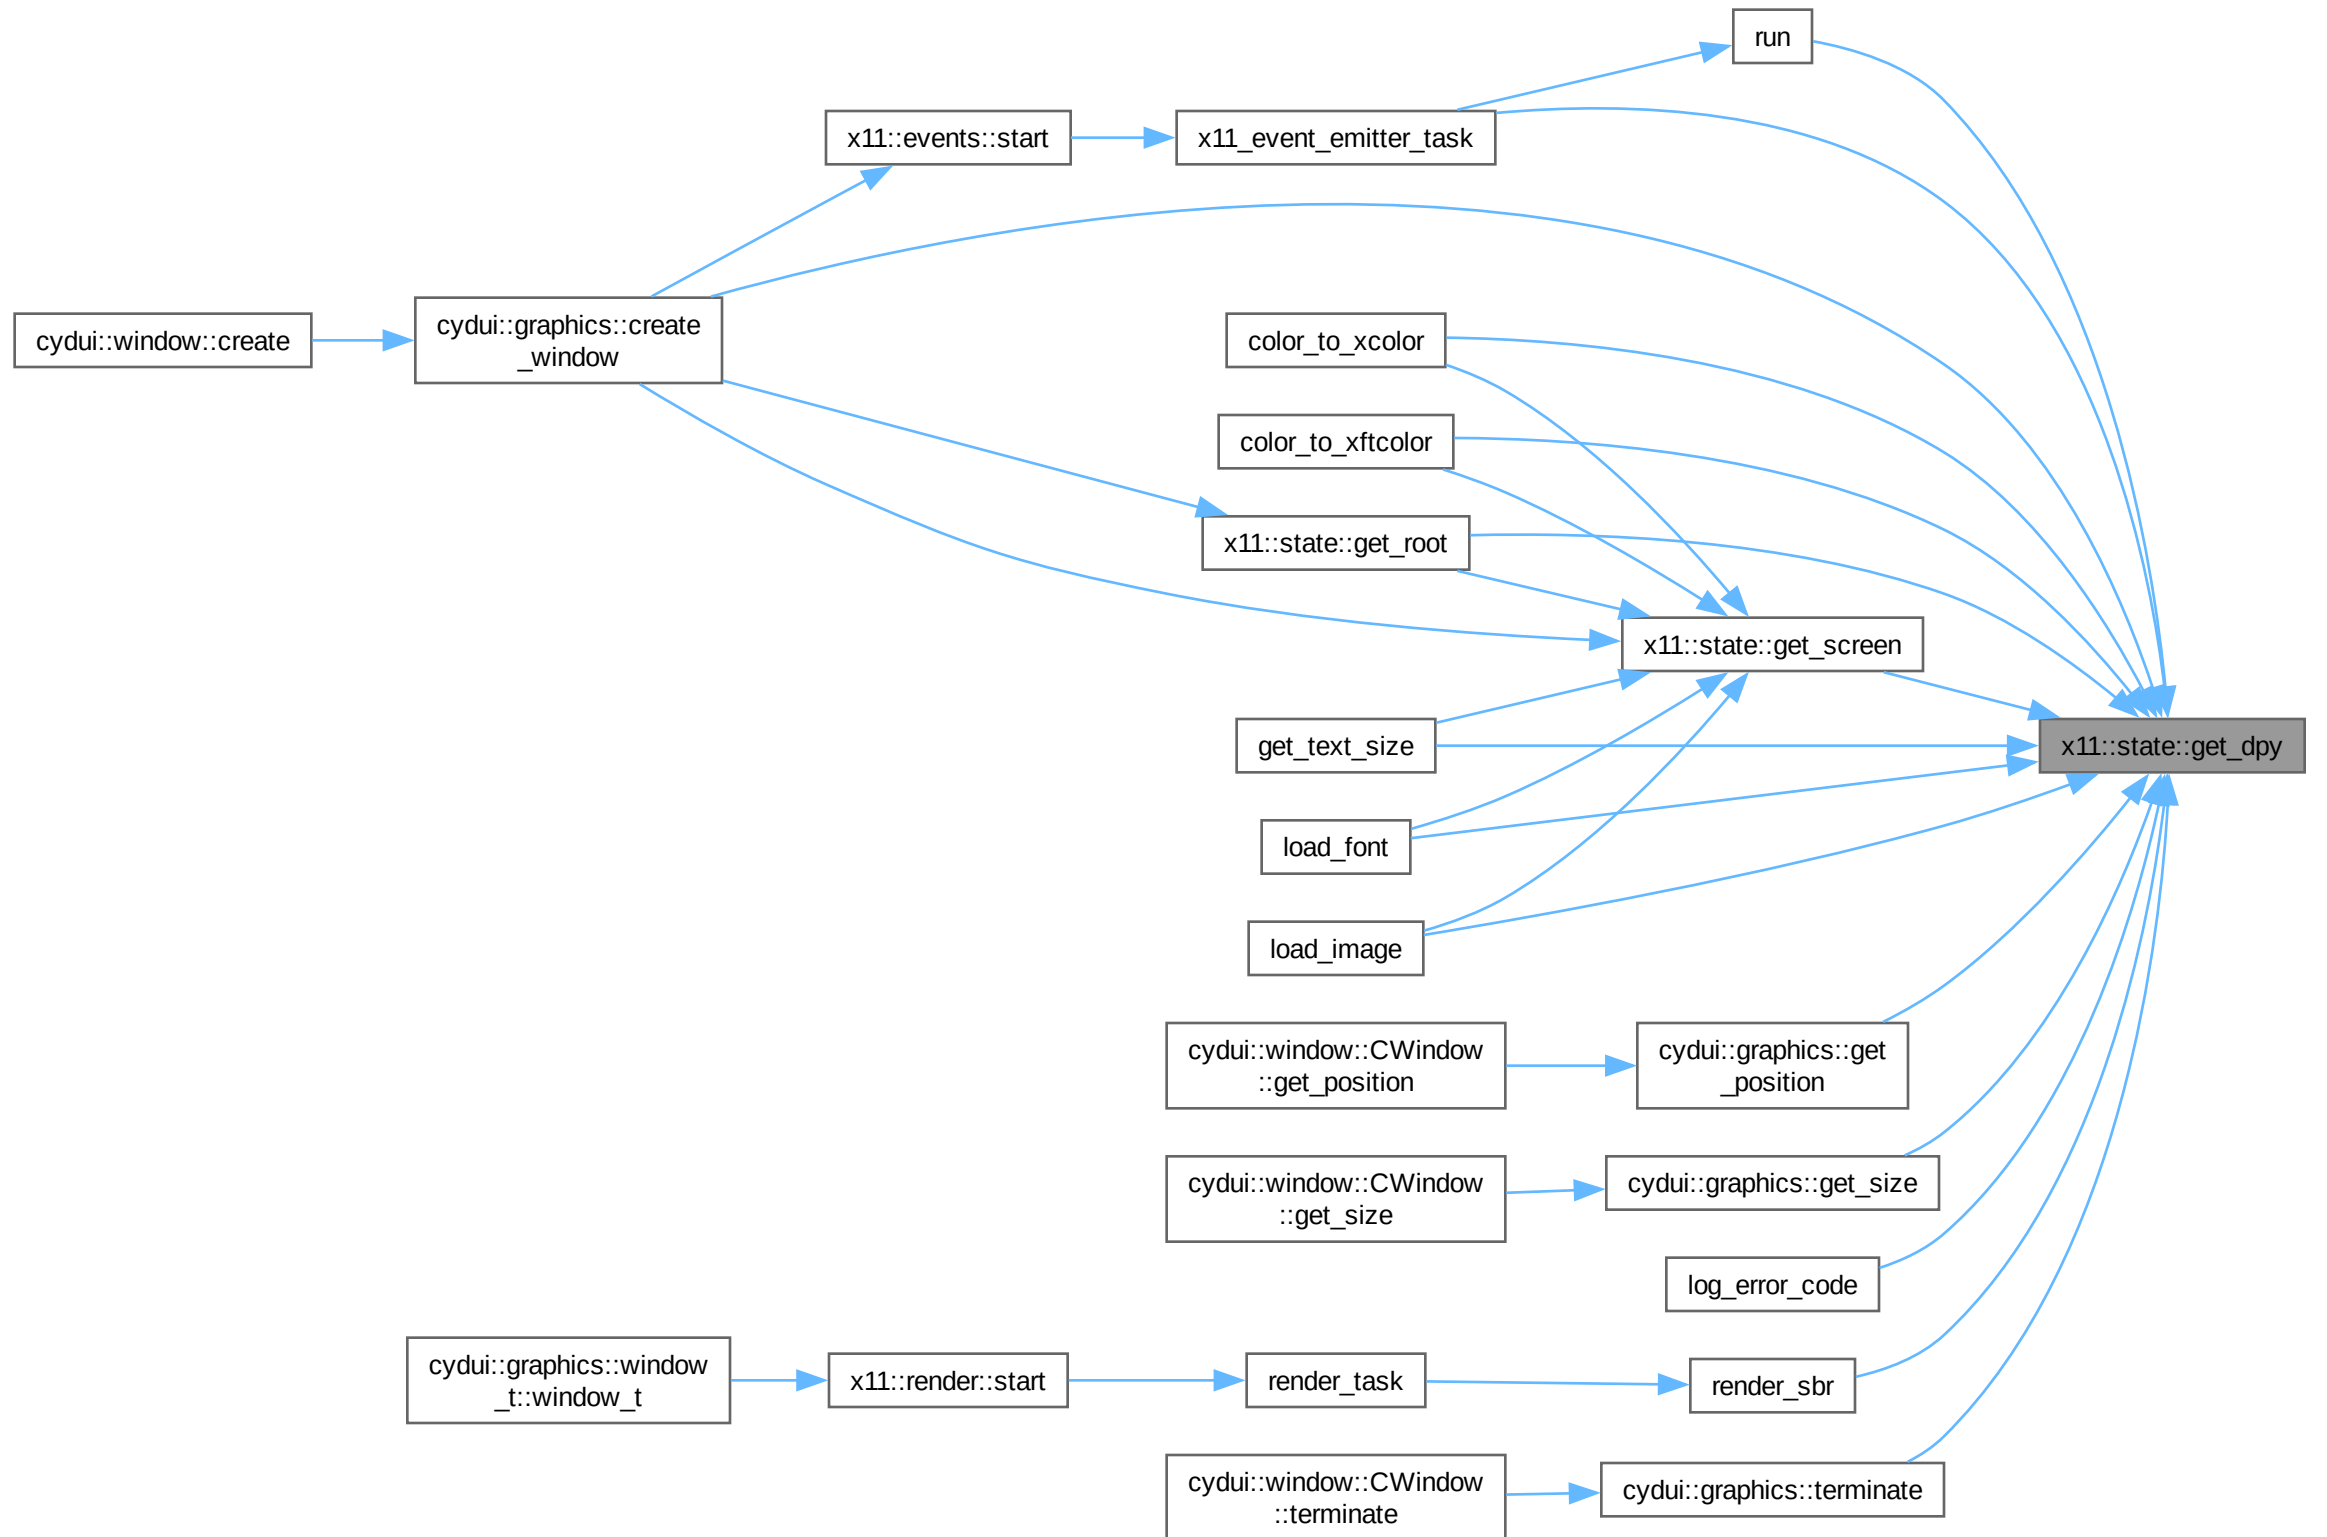 run
x11::events::start
x11_event_emitter_task
cydui::window::create
cydui::graphics::create
_window
color_to_xcolor
color_to_xftcolor
x11::state::get_root
x11::state::get_screen
get_text_size
x11::state::get_dpy
load_font
load_image
cydui::window::CWindow
::get_position
cydui::graphics::get
_position
cydui::window::CWindow
::get_size
cydui::graphics::get_size
log_error_code
cydui::graphics::window
_t::window_t
x11::render::start
render_task
render_sbr
cydui::window::CWindow
::terminate
cydui::graphics::terminate